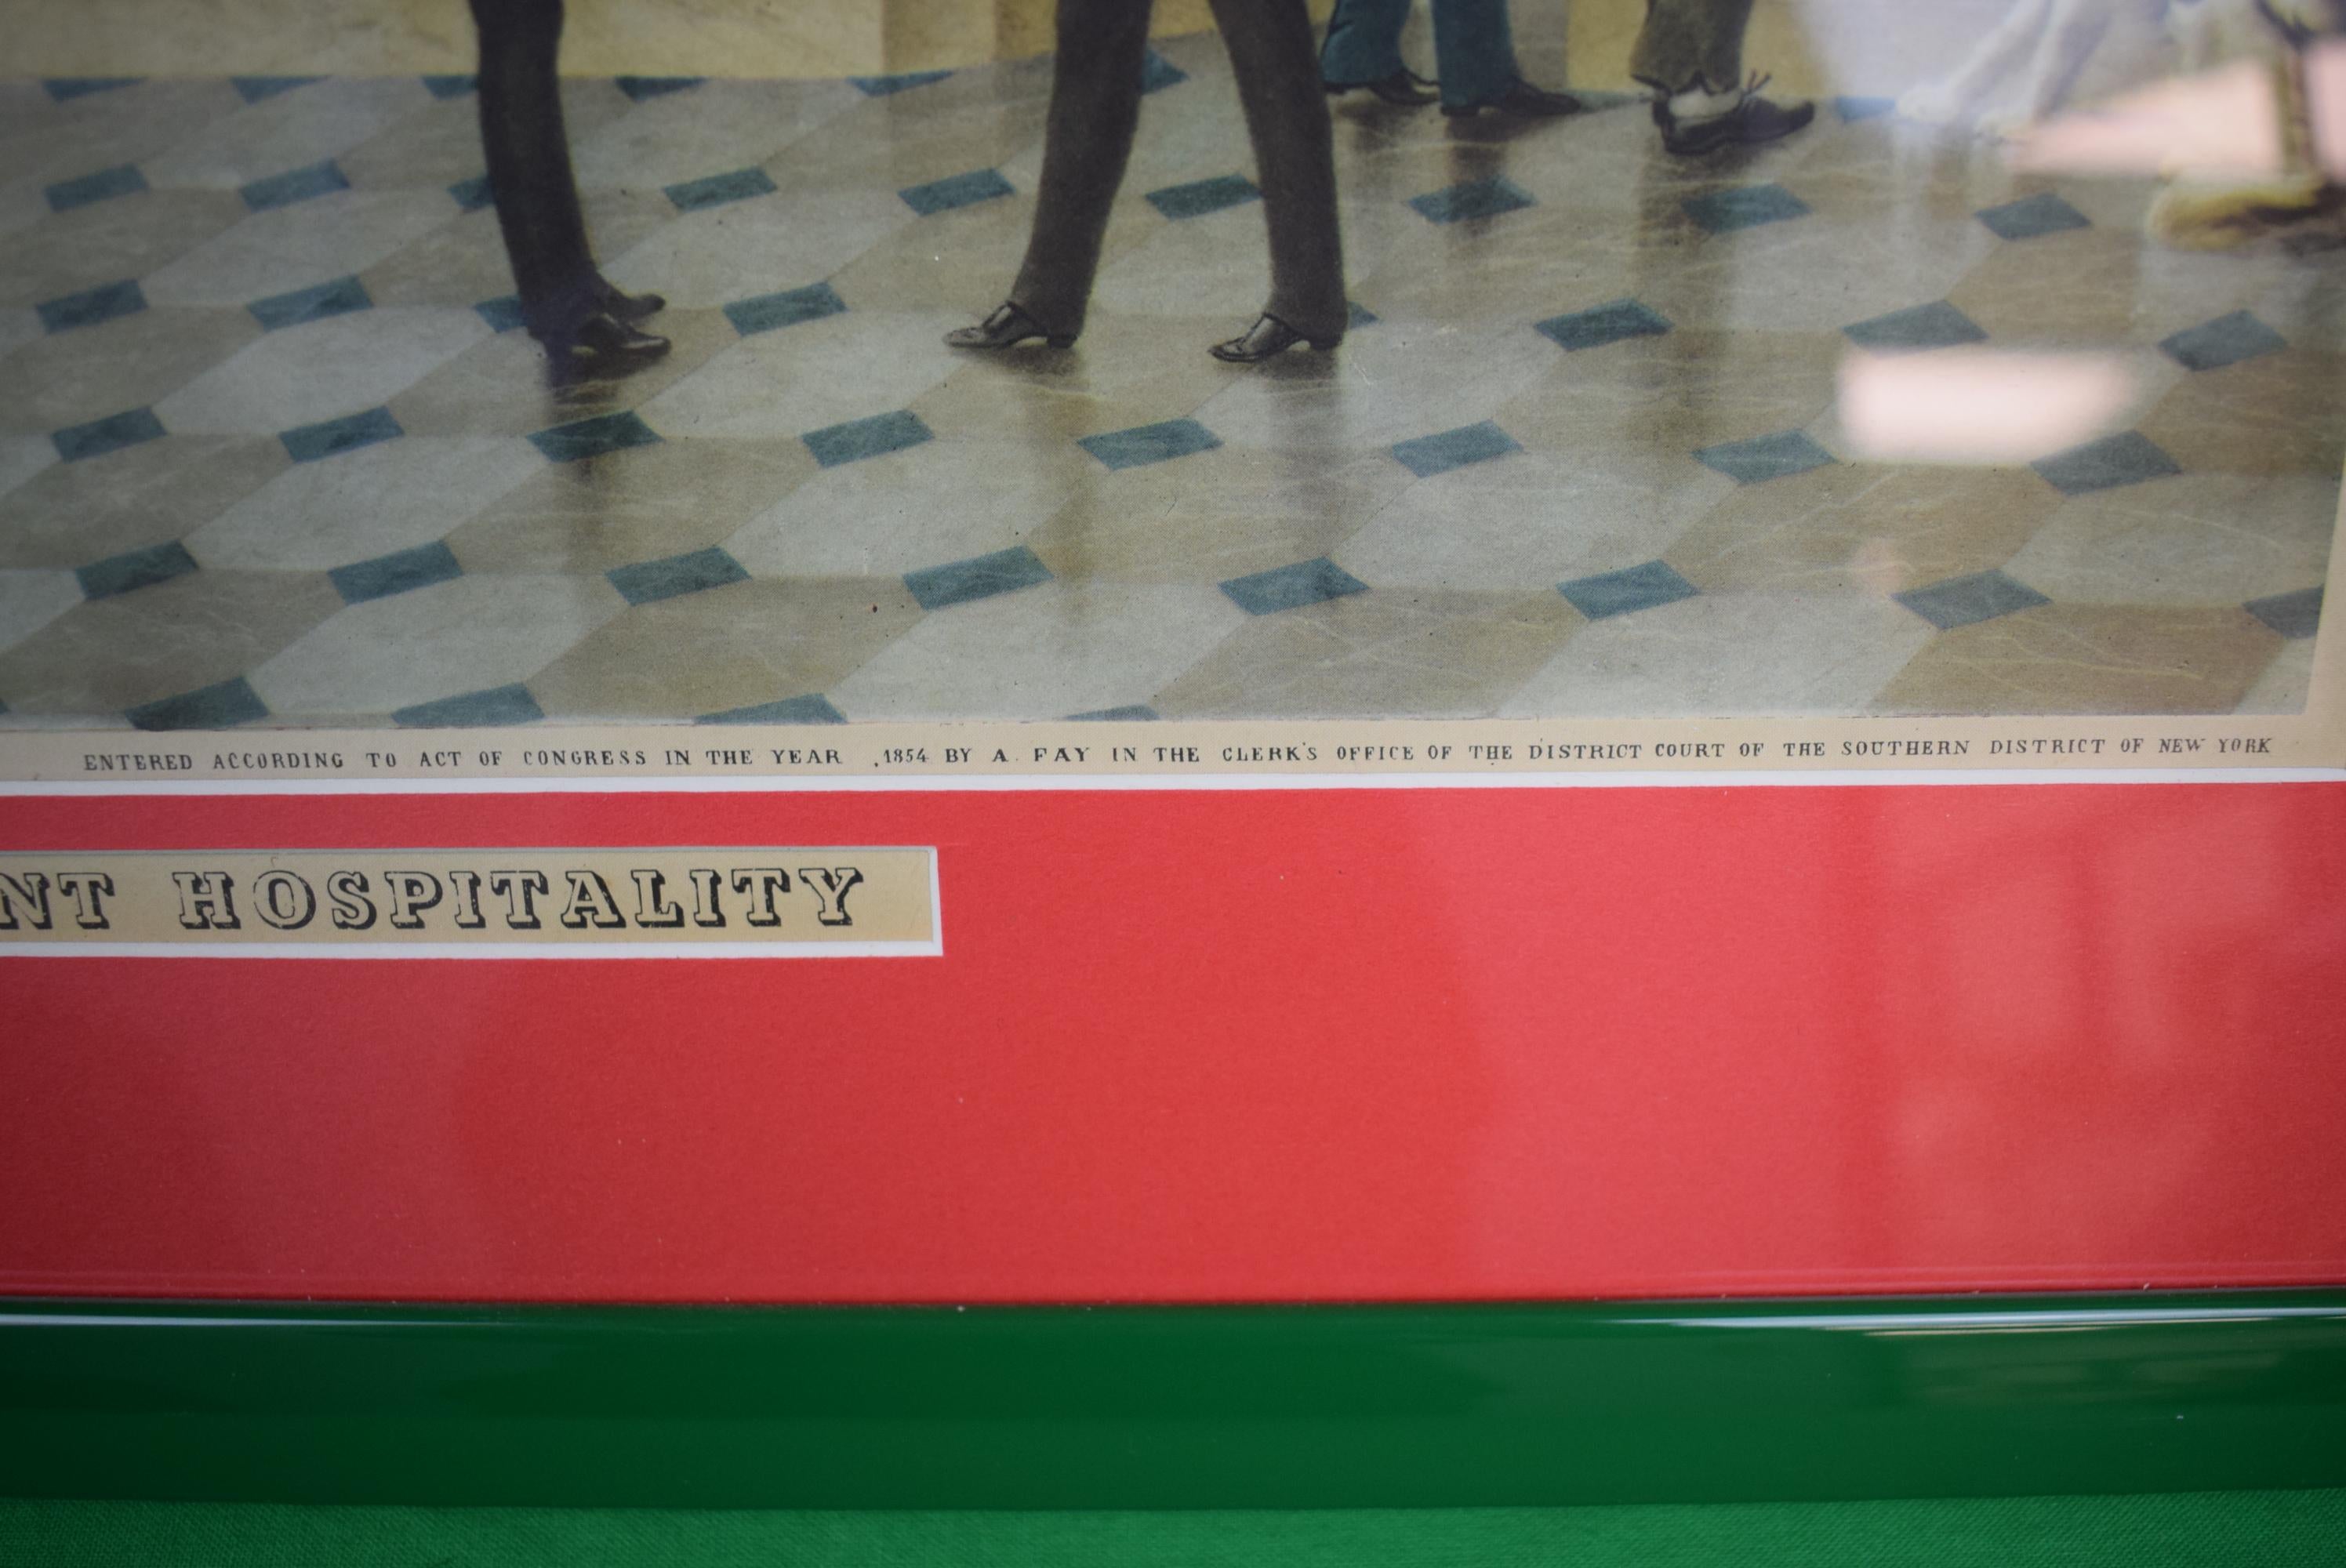 ENTERED ACCORDING TO ACT OF CONGRESS IN THE YEAR ,1854 BY A. FAY IN THE CLERK'S OFFICE OF THE DISTRICT COURT OF THE SOUTHERN DISTRICT OF NEW YORK
NT HOSPITALITY